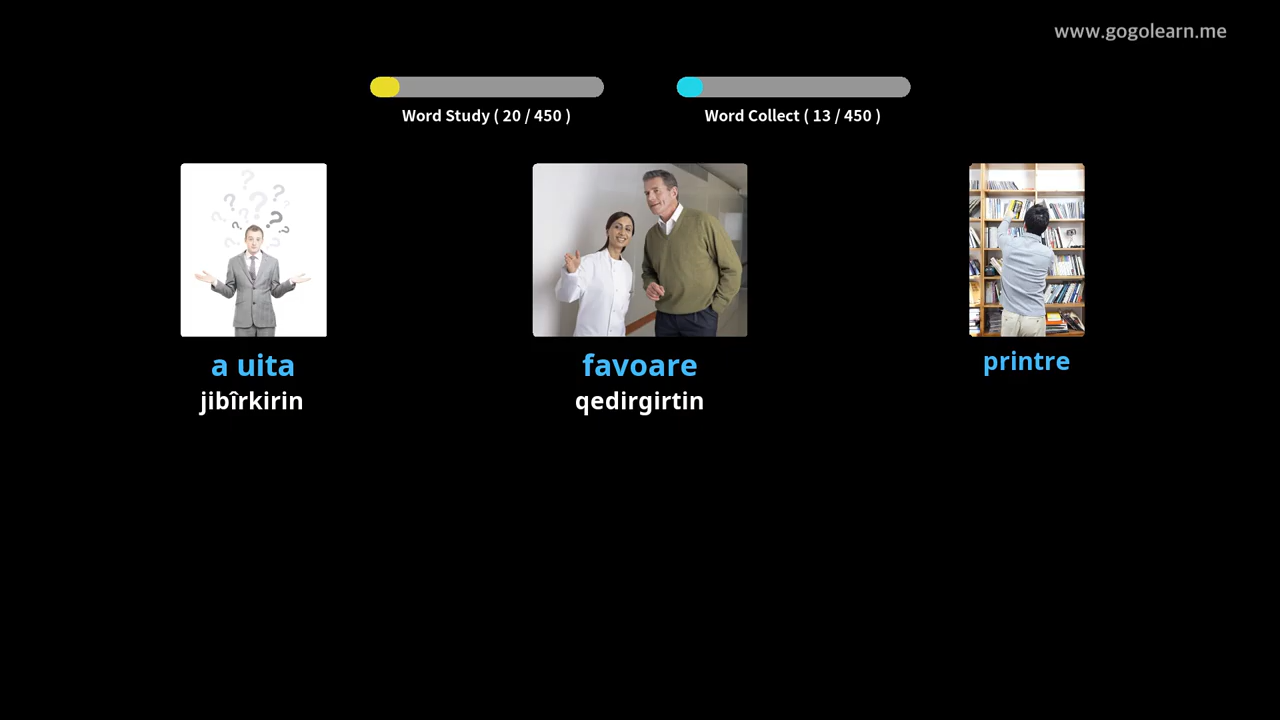 www.gogolearn.me
Word Study ( 20 / 450 )
Word Collect ( 13 / 450 )
a uita
jibîrkirin
favoare
qedirgirtin
printre